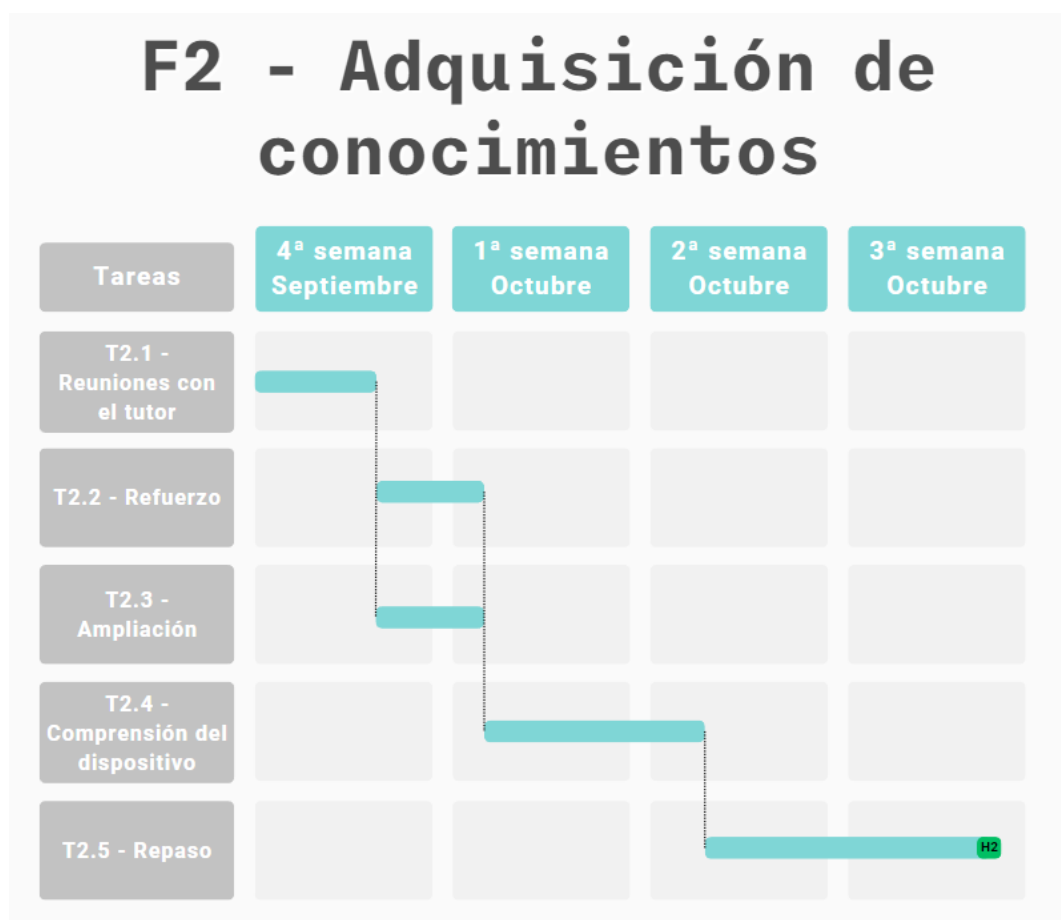 F2 - Adquisición de
conocimientos
Tareas
4ª semana
Septiembre
1ª semana
Octubre
2ª semana
Octubre
3ª semana
Octubre
T2.1 -
Reuniones con
el tutor
T2.2 - Refuerzo
T2.3 -
Ampliación
T2.4 -
Comprensión del
dispositivo
T2.5 - Repaso
H2